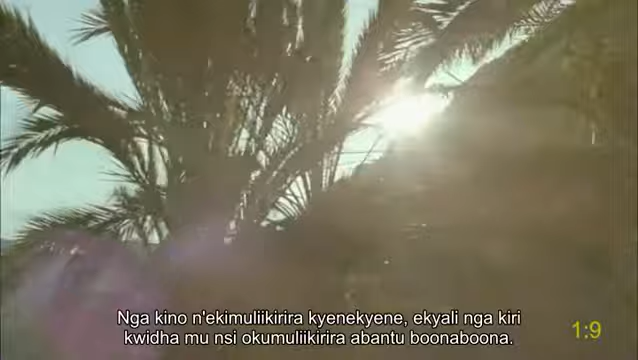 Nga kino n'ekimuliikirira kyenekyene, ekyali nga kiri
kwidha mu nsi okumuliikirira abantu boonaboona.
1:9